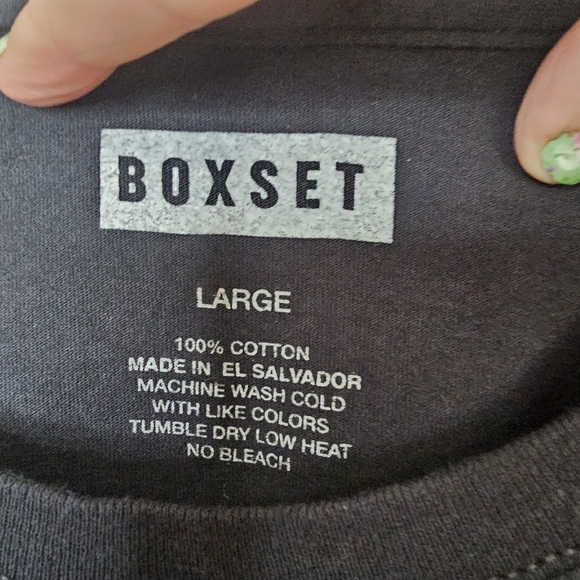 BOXSET
LARGE
100% COTTON
MADE IN EL SALVADOR
MACHINE WASH COLD
WITH LIKE COLORS
TUMBLE DRY LOW HEAT
NO BLEACH